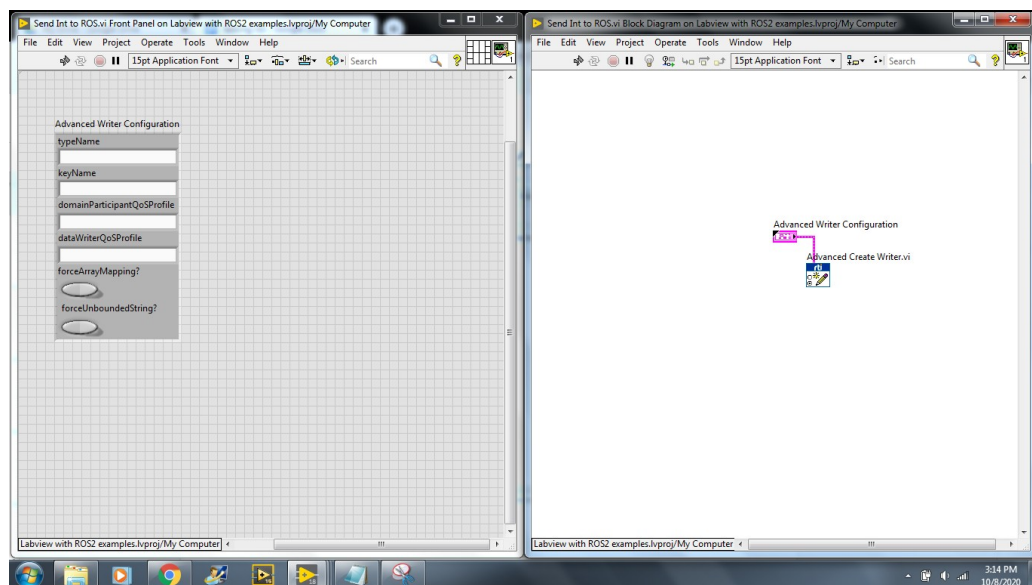 Send Int to ROS.vi Front Panel on Labview with ROS2 examples.lvproj/My Computer
File Edit View Project Operate Tools Window Help
15pt Application Font
Search
Advanced Writer Configuration
typeName
keyName
domainParticipantQoSProfile
dataWriterQoSProfile
forceArrayMapping?
forceUnboundedString?
Labview with ROS2 examples.lvproj/My Computer
Send Int to ROS.vi Block Diagram on Labview with ROS2 examples.lvproj/My Computer
File Edit View Project Operate Tools Window Help
15pt Application Font
Search
Advanced Writer Configuration
Advanced Create Writer.vi
rti
Labview with ROS2 examples.lvproj/My Computer
3:14 PM
10/8/2020